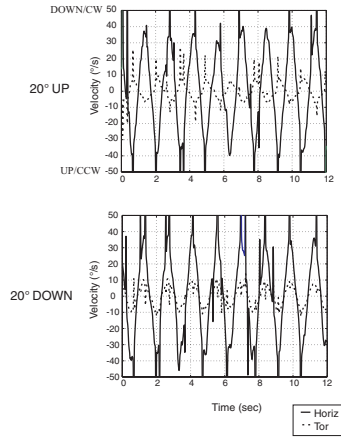 DOWN/CW 50
40
30
20
10
0
-10
-20
-30
-40
UP/CCW -50
Velocity (°/s)
20° UP
0 2 4 6 8 10 12
50
40
30
20
10
0
-10
-20
-30
-40
-50
Velocity (°/s)
20° DOWN
0 2 4 6 8 10 12
Time (sec)
Horiz
Tor